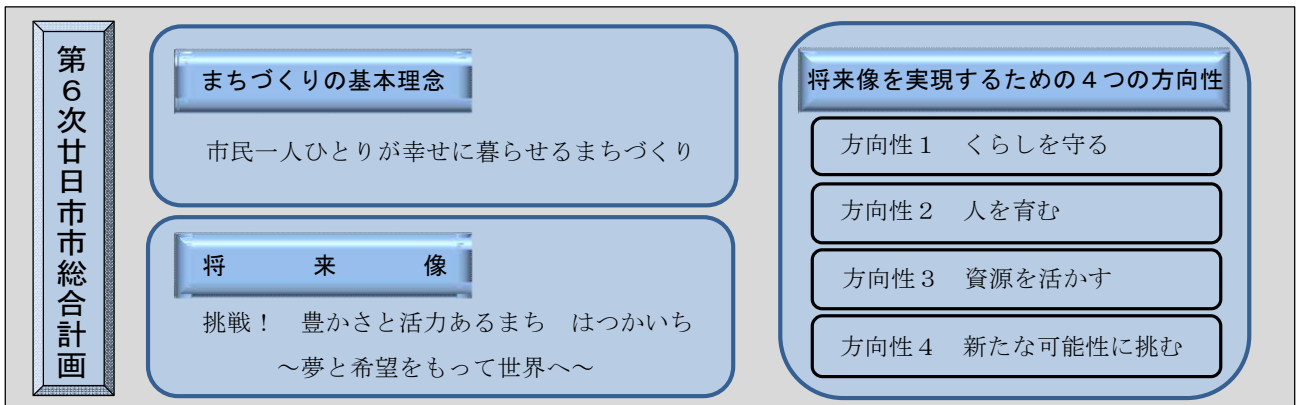 第６次廿日市市総合計画
まちづくりの基本理念
市民一人ひとりが幸せに暮らせるまちづくり
将　来　像
挑戦！　豊かさと活力あるまち　はつかいち
～夢と希望をもって世界へ～
将来像を実現するための４つの方向性
方向性１　くらしを守る
方向性２　人を育む
方向性３　資源を活かす
方向性４　新たな可能性に挑む